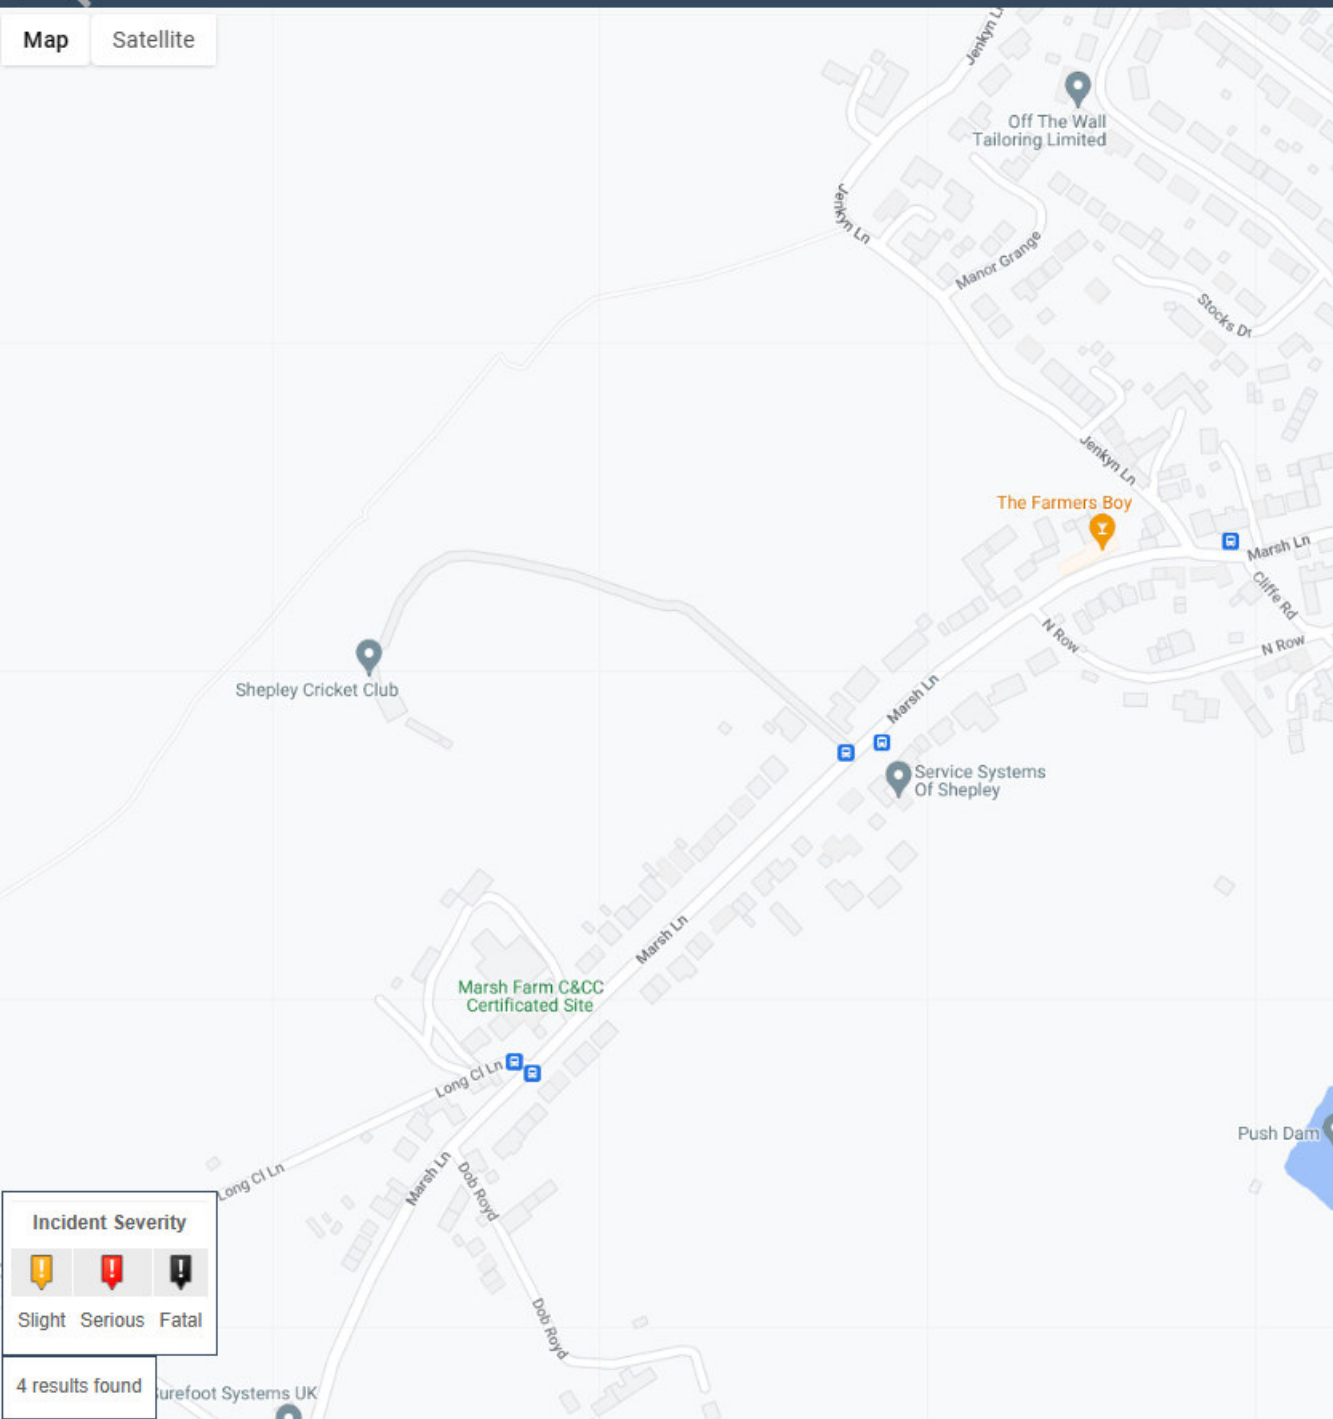 Map
Satellite
Jenkyn L
Off The Wall
Tailoring Limited
Jenkyn Ln
Manor Grange
Stocks Dr
Jenkyn Ln
The Farmers Boy
Marsh Ln
Cliffe Rd
N Row
N Row
Shepley Cricket Club
Marsh Ln
Service Systems
Of Shepley
Marsh Ln
Marsh Farm C&CC
Certificated Site
Long Cl Ln
Push Dam
Marsh Ln
Dob Royd
Long Cl Ln
Incident Severity
Slight
Serious
Fatal
Dob Royd
4 results found
urefoot Systems UK